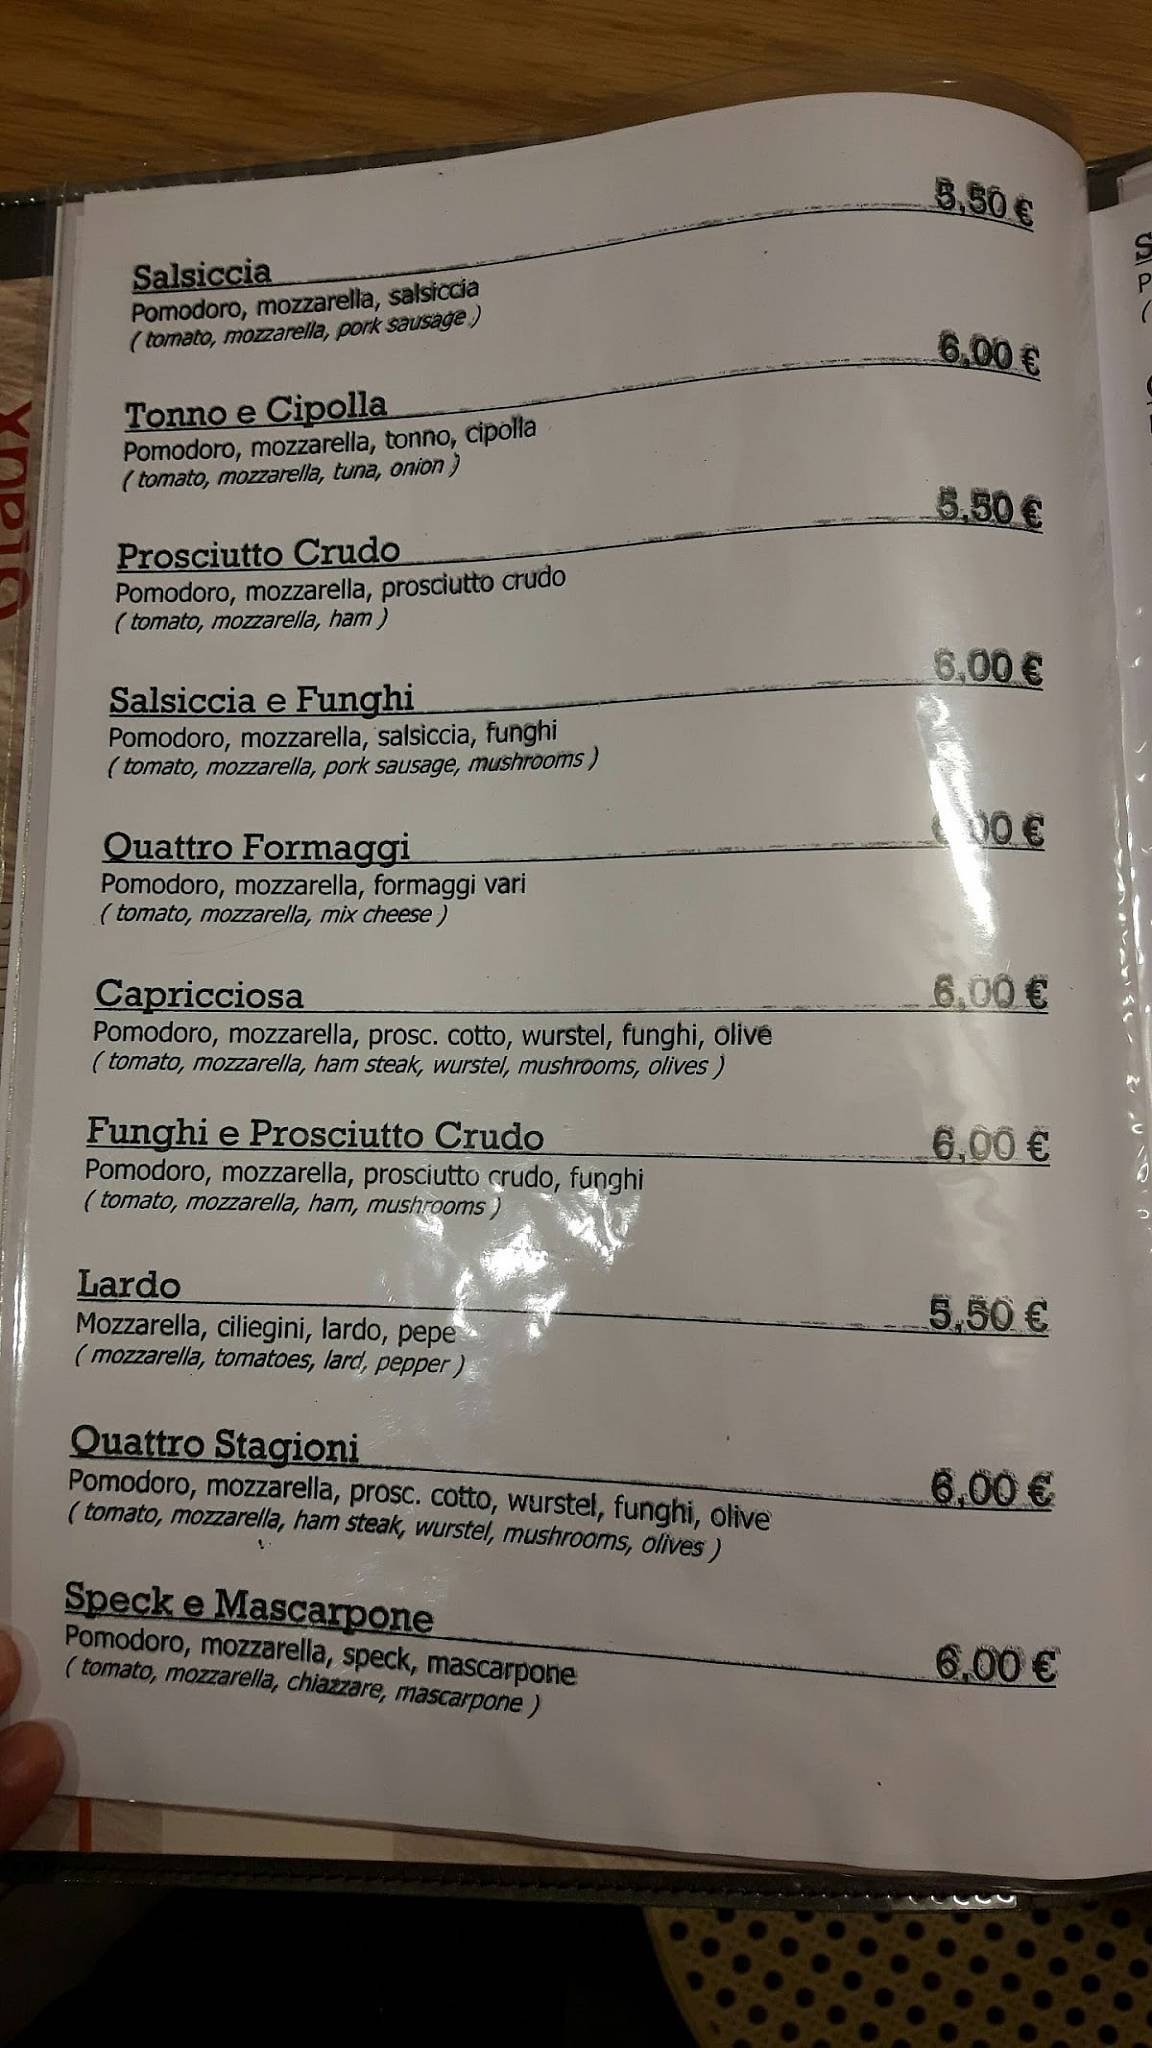 Salsiccia 5,50 €
Pomodoro, mozzarella, salsiccia
( tomato, mozzarella, pork sausage )
Tonno e Cipolla 6,00 €
Pomodoro, mozzarella, tonno, cipolla
( tomato, mozzarella, tuna, onion )
Prosciutto Crudo 5,50 €
Pomodoro, mozzarella, prosciutto crudo
( tomato, mozzarella, ham )
Salsiccia e Funghi 6,00 €
Pomodoro, mozzarella, salsiccia, funghi
( tomato, mozzarella, pork sausage, mushrooms )
Quattro Formaggi €
Pomodoro, mozzarella, formaggi vari
( tomato, mozzarella, mix cheese )
Capricciosa 6,00 €
Pomodoro, mozzarella, prosc. cotto, wurstel, funghi, olive
( tomato, mozzarella, ham steak, wurstel, mushrooms, olives )
Funghi e Prosciutto Crudo 6,00 €
Pomodoro, mozzarella, prosciutto crudo, funghi
( tomato, mozzarella, ham, mushrooms )
Lardo 5,50 €
Mozzarella, ciliegini, lardo, pepe
( mozzarella, tomatoes, lard, pepper )
Quattro Stagioni 6,00 €
Pomodoro, mozzarella, prosc. cotto, wurstel, funghi, olive
( tomato, mozzarella, ham steak, wurstel, mushrooms, olives )
Speck e Mascarpone 6,00 €
Pomodoro, mozzarella, speck, mascarpone
( tomato, mozzarella, chiazzare, mascarpone )